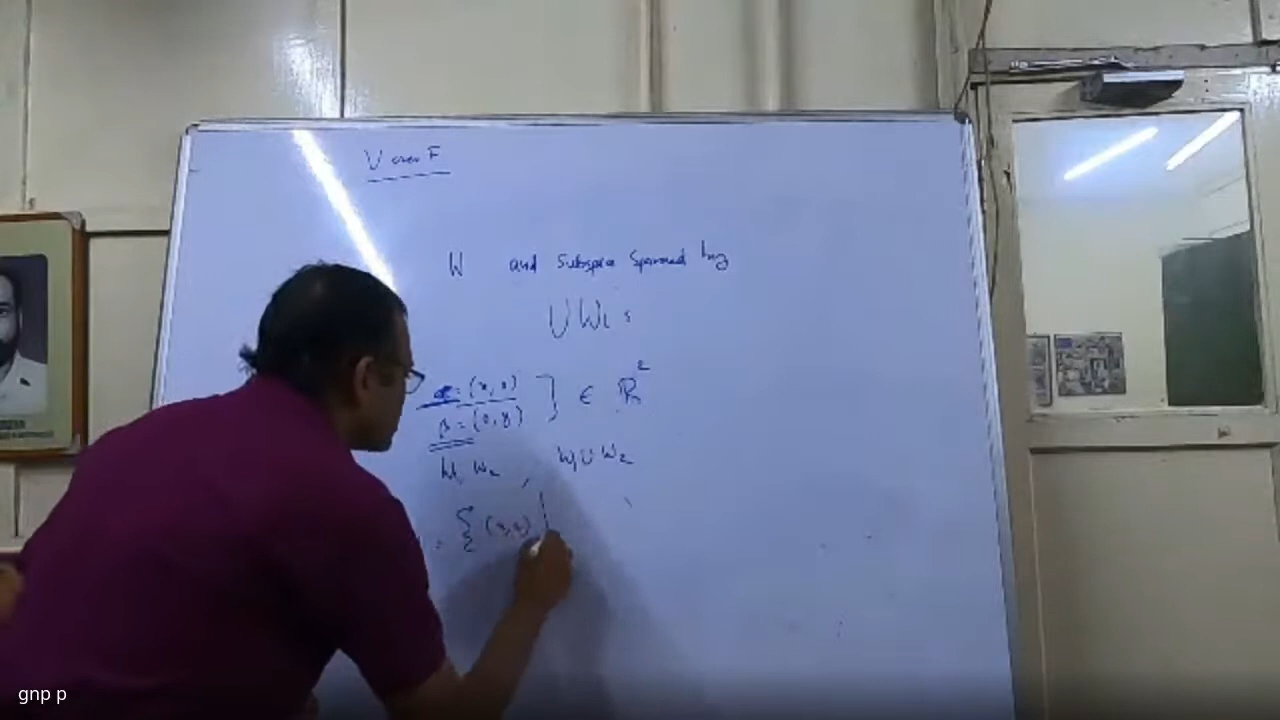 V over F
W and Subspace Spanned by
∪ Wi =
α = (x, 0)
β = (0, y) } ∈ ℝ²
W₁ W₂ , W₁ ∪ W₂
= { (x, 0) |
gnp p